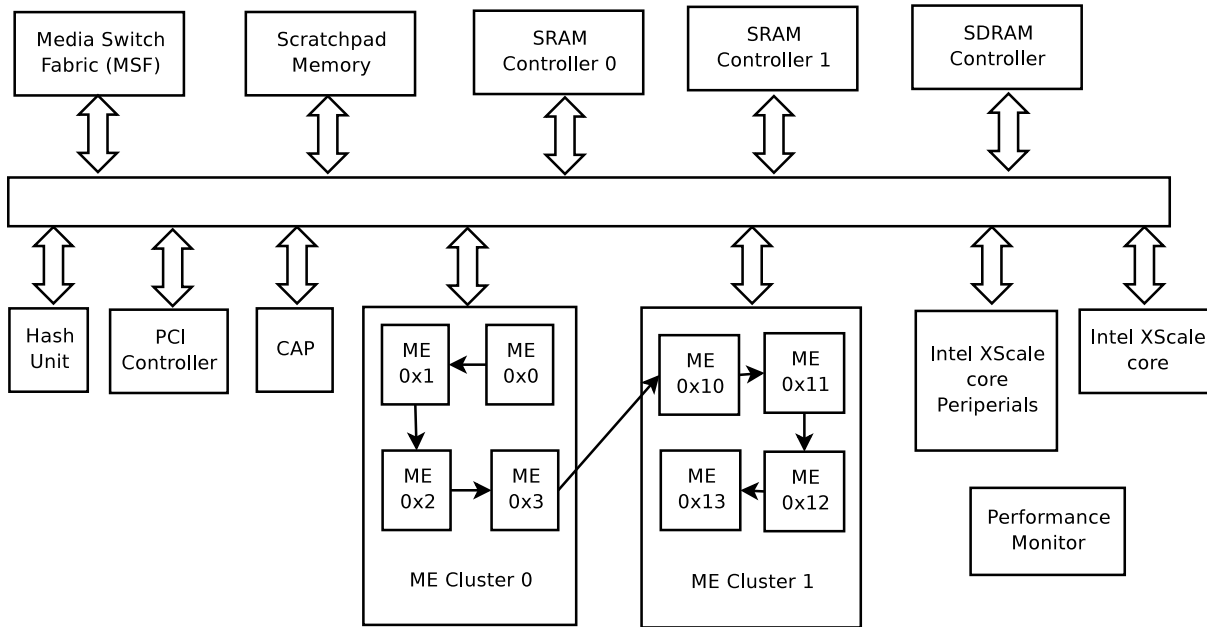 Media Switch
Fabric (MSF)
Scratchpad
Memory
SRAM
Controller 0
SRAM
Controller 1
SDRAM
Controller
Hash
Unit
PCI
Controller
CAP
ME
0x1
ME
0x0
ME
0x2
ME
0x3
ME Cluster 0
ME
0x10
ME
0x11
ME
0x13
ME
0x12
ME Cluster 1
Intel XScale
core
Periperials
Intel XScale
core
Performance
Monitor